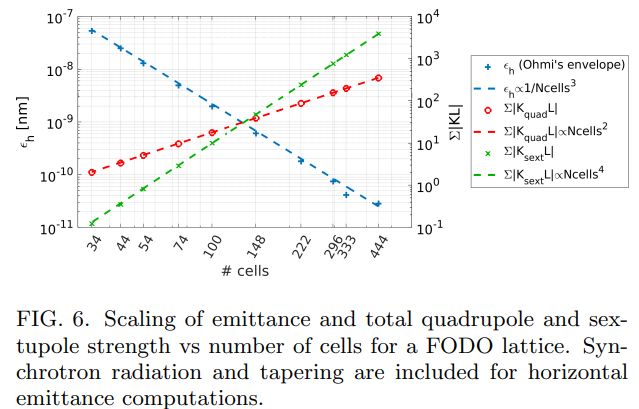 10^-7
10^-8
10^-9
10^-10
10^-11
ϵ_h [nm]
10^4
10^3
10^2
10^1
10^0
10^-1
Σ|KL|
34
44
54
74
100
148
222
296
333
444
# cells
ϵ_h (Ohmi's envelope)
ϵ_h∝1/Ncells^3
Σ|K_quadL|
Σ|K_quadL|∝Ncells^2
Σ|K_sextL|
Σ|K_sextL|∝Ncells^4
FIG. 6. Scaling of emittance and total quadrupole and sex-
tupole strength vs number of cells for a FODO lattice. Syn-
chrotron radiation and tapering are included for horizontal
emittance computations.